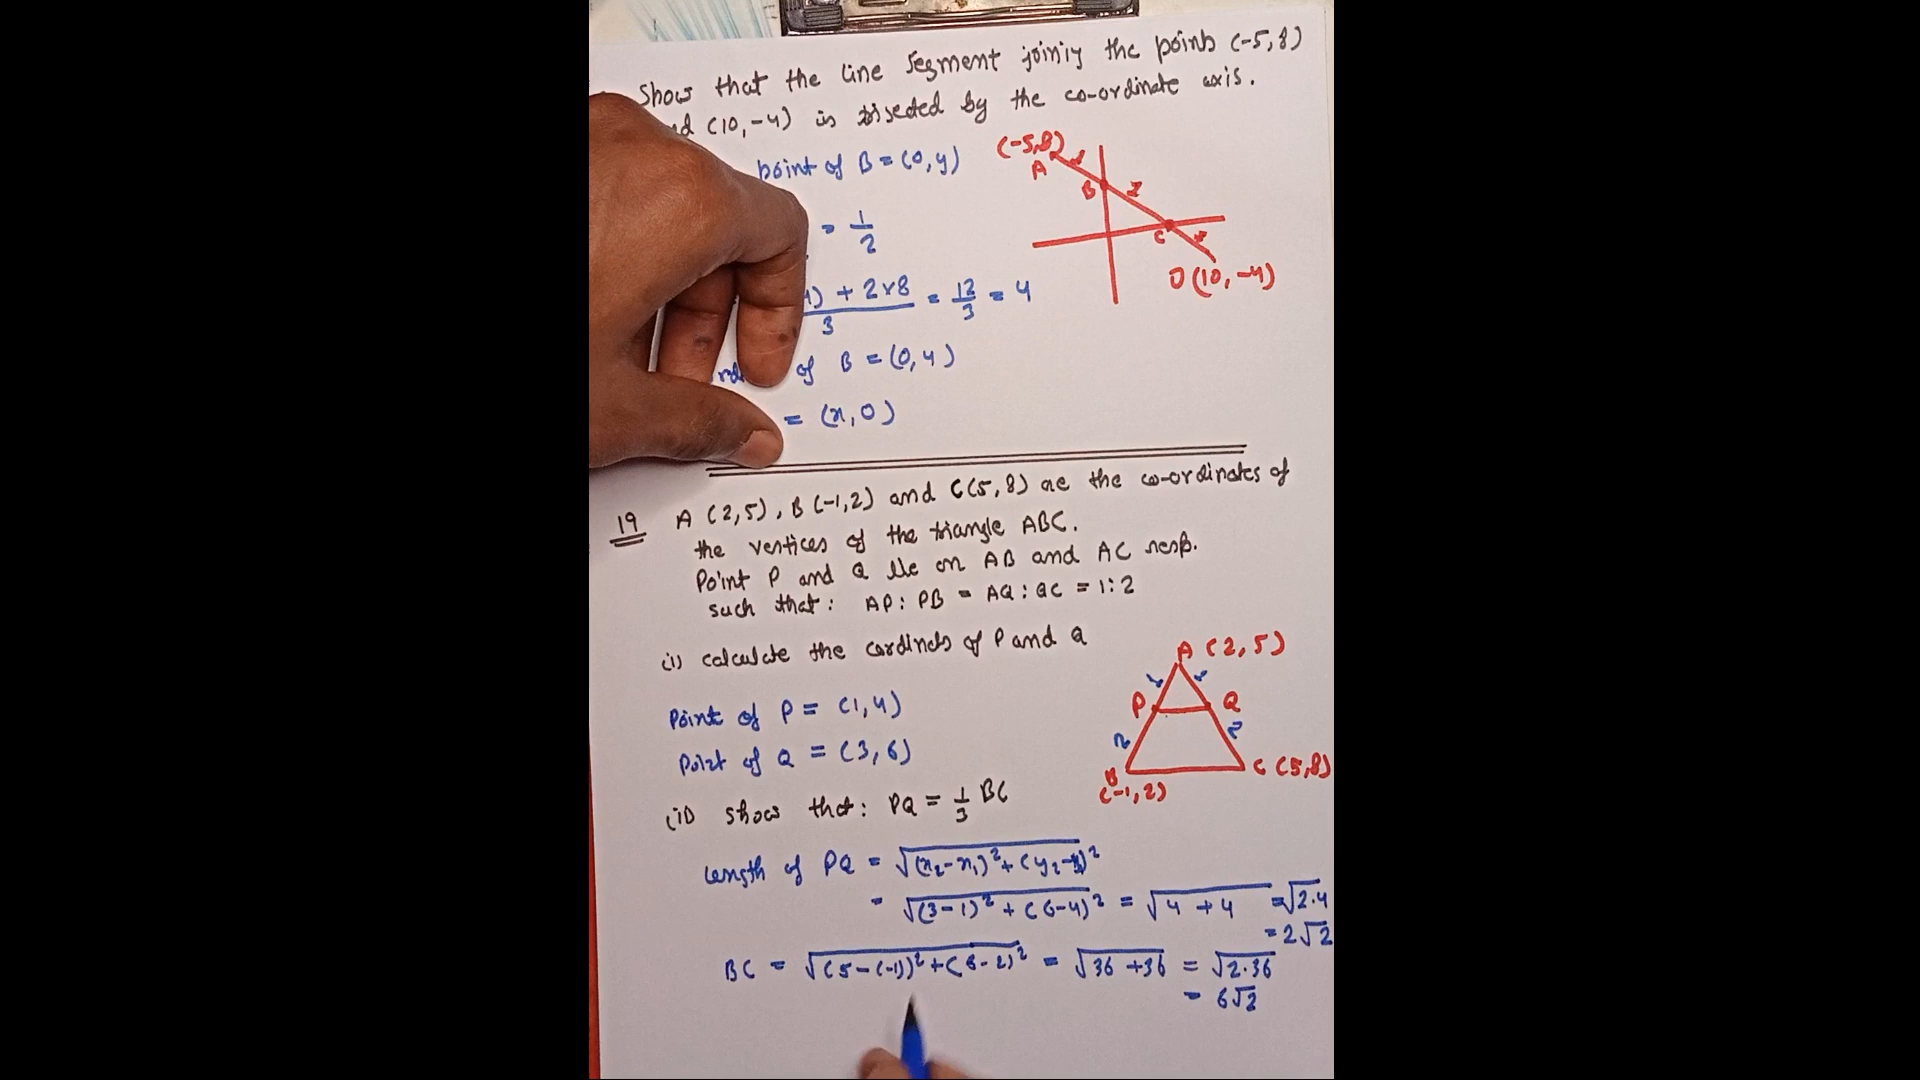 Show that the line segment joiniy the points (-5,8)
(10,-4) is bisected by the co-ordinate axis.
point of B = (0,y)
= 1/2
+ 2×8 / 3 = 12/3 = 4
of B = (0,4)
= (x,0)
(-5,8)
A
B
2
C
D(10,-4)
19 A (2,5), B (-1,2) and C(5,8) are the co-ordinates of
the vertices of the triangle ABC.
Point P and Q lie on AB and AC resp.
such that: AP:PB = AQ:QC = 1:2
(i) calculate the cordinets of P and Q
Point of P = (1,4)
Point of Q = (3,6)
A (2,5)
P Q
2 2
B C (5,8)
(-1,2)
(ii) show that: PQ = 1/3 BC
Length of PQ = √(x₂-x₁)²+(y₂-y₁)²
= √(3-1)²+(6-4)² = √4+4 = √2.4
= 2√2
BC = √(5-(-1))²+(8-2)² = √36+36 = √2.36
= 6√2